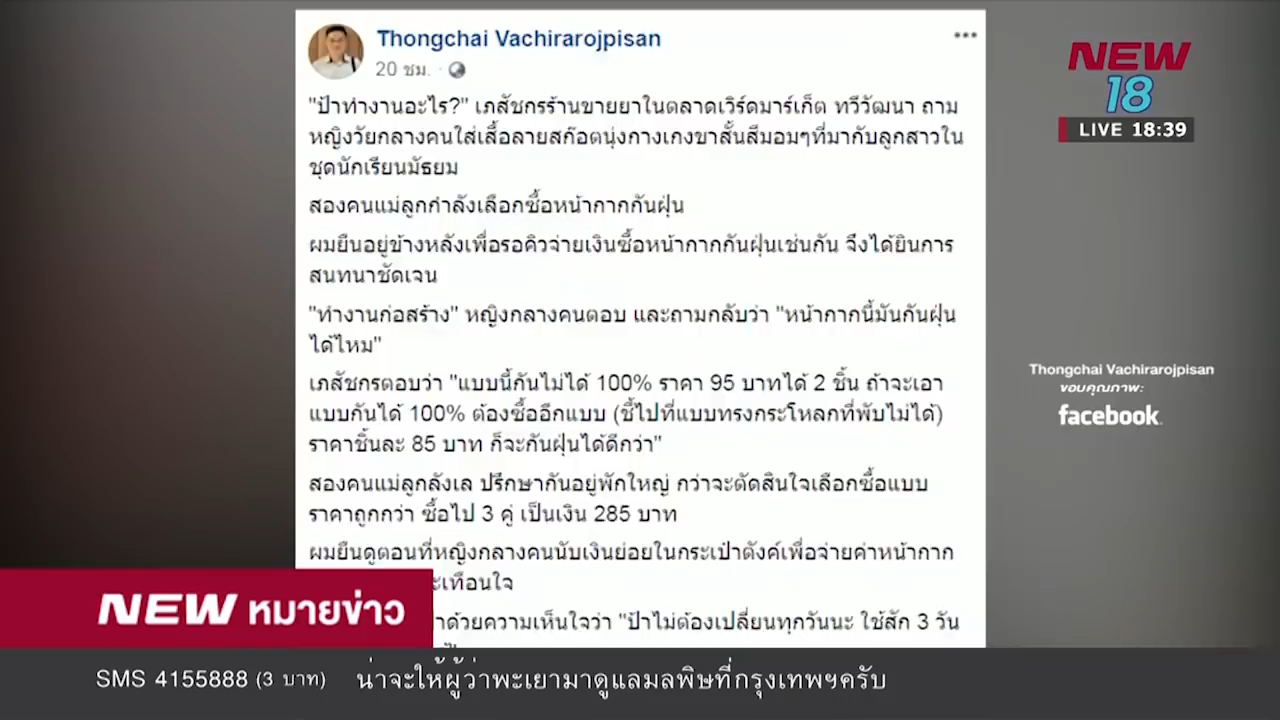 Thongchai Vachirarojpisan
20 ชม.
"ป้าทำงานอะไร?" เภสัชกรร้านขายยาในตลาดเวิร์ดมาร์เก็ต ทวีวัฒนา ถาม
หญิงวัยกลางคนใส่เสื้อลายสก๊อตนุ่งกางเกงขาสั้นสีมอมๆที่มากับลูกสาวใน
ชุดนักเรียนมัธยม
สองคนแม่ลูกกำลังเลือกซื้อหน้ากากกันฝุ่น
ผมยืนอยู่ข้างหลังเพื่อรอคิวจ่ายเงินซื้อหน้ากากกันฝุ่นเช่นกัน จึงได้ยินการ
สนทนาชัดเจน
"ทำงานก่อสร้าง" หญิงกลางคนตอบ และถามกลับว่า "หน้ากากนี้มันกันฝุ่น
ได้ไหม"
เภสัชกรตอบว่า "แบบนี้กันไม่ได้ 100% ราคา 95 บาทได้ 2 ชิ้น ถ้าจะเอา
แบบกันได้ 100% ต้องซื้ออีกแบบ (ชี้ไปที่แบบทรงกระโหลกที่พับไม่ได้)
ราคาชิ้นละ 85 บาท ก็จะกันฝุ่นได้ดีกว่า"
สองคนแม่ลูกลังเล ปรึกษากันอยู่พักใหญ่ กว่าจะตัดสินใจเลือกซื้อแบบ
ราคาถูกกว่า ซื้อไป 3 คู่ เป็นเงิน 285 บาท
ผมยืนดูตอนที่หญิงกลางคนนับเงินย่อยในกระเป๋าตังค์เพื่อจ่ายค่าหน้ากาก
ะเทือนใจ
าด้วยความเห็นใจว่า "ป้าไม่ต้องเปลี่ยนทุกวันนะ ใช้สัก 3 วัน
NEW
18
LIVE 18:39
Thongchai Vachirarojpisan
ขอบคุณภาพ:
facebook
NEW หมายข่าว
SMS 4155888 (3 บาท) น่าจะให้ผู้ว่าพะเยามาดูแลมลพิษที่กรุงเทพฯครับ